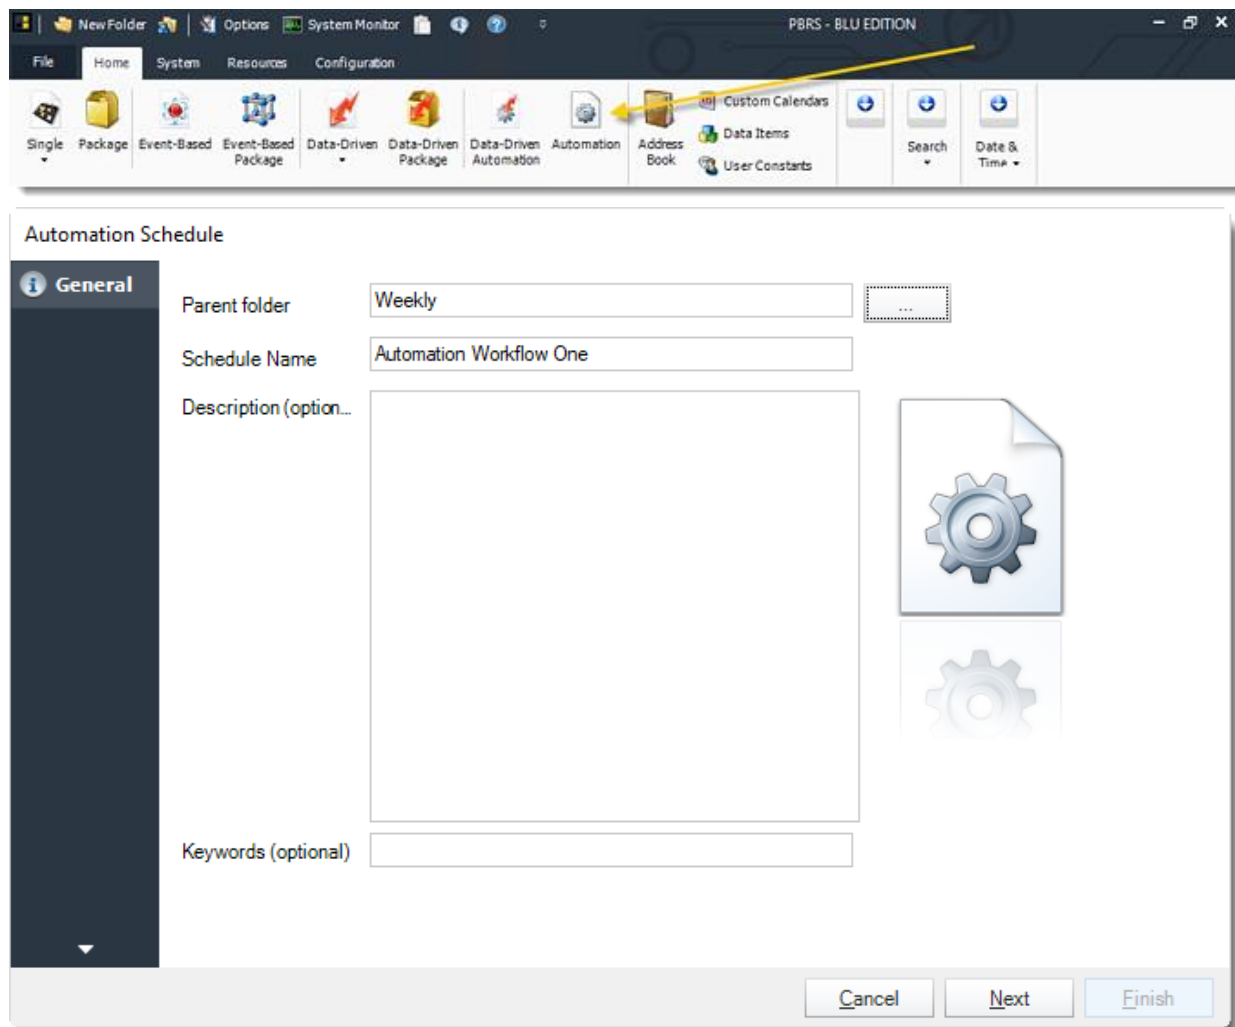 New Folder Options System Monitor PBRS - BLU EDITION
File Home System Resources Configuration
Single Package Event-Based Event-Based Package Data-Driven Data-Driven Package Data-Driven Automation Automation Address Book Custom Calendars Search Date & Time
Data Items
User Constants
Automation Schedule
General
Parent folder Weekly ...
Schedule Name Automation Workflow One
Description (option...
Keywords (optional)
Cancel Next Finish